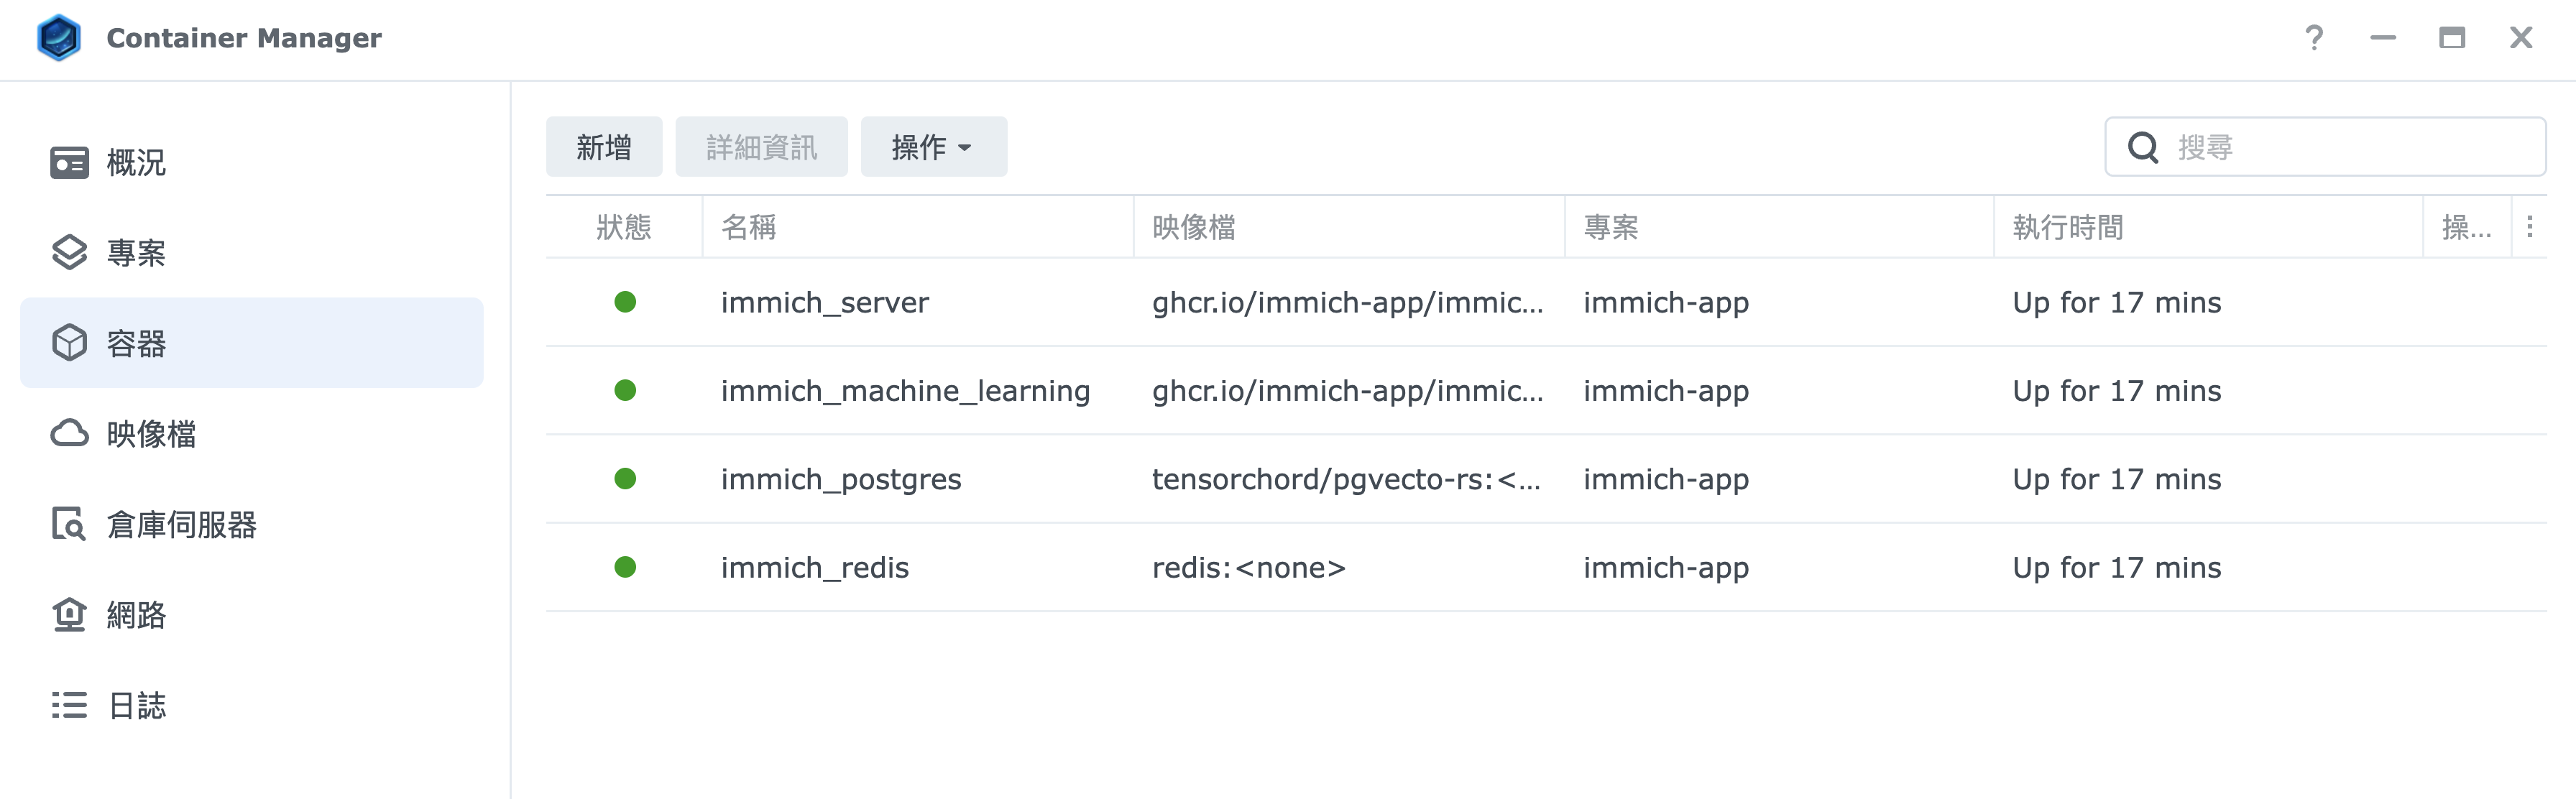 Container Manager
概況
專案
容器
映像檔
倉庫伺服器
網路
日誌
新增 詳細資訊 操作
搜尋
狀態 名稱 映像檔 專案 執行時間 操...
immich_server ghcr.io/immich-app/immic... immich-app Up for 17 mins
immich_machine_learning ghcr.io/immich-app/immic... immich-app Up for 17 mins
immich_postgres tensorchord/pgvecto-rs:<... immich-app Up for 17 mins
immich_redis redis:<none> immich-app Up for 17 mins